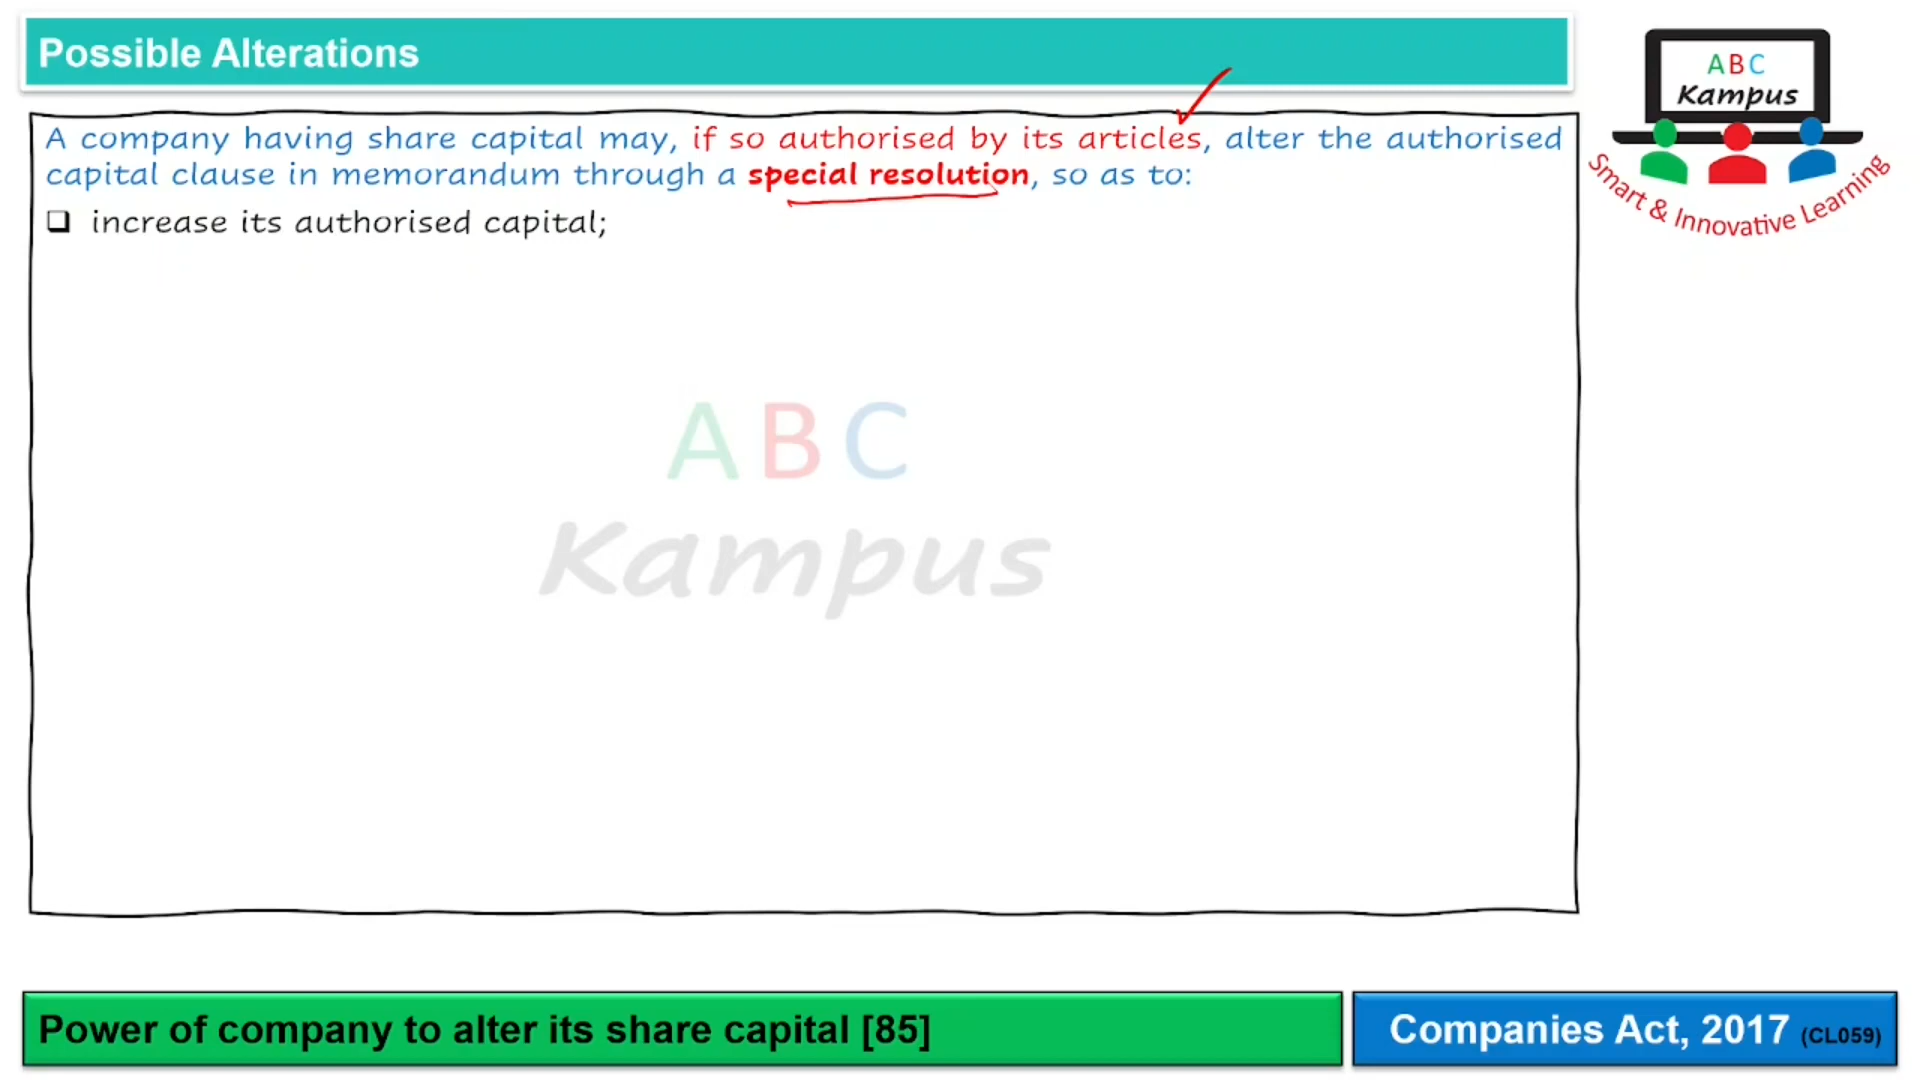 Possible Alterations
A B C
Kampus
Smart & Innovative Learning
A company having share capital may, if so authorised by its articles, alter the authorised
capital clause in memorandum through a special resolution, so as to:
❑ increase its authorised capital;
A B C
Kampus
Power of company to alter its share capital [85]
Companies Act, 2017 (CL059)